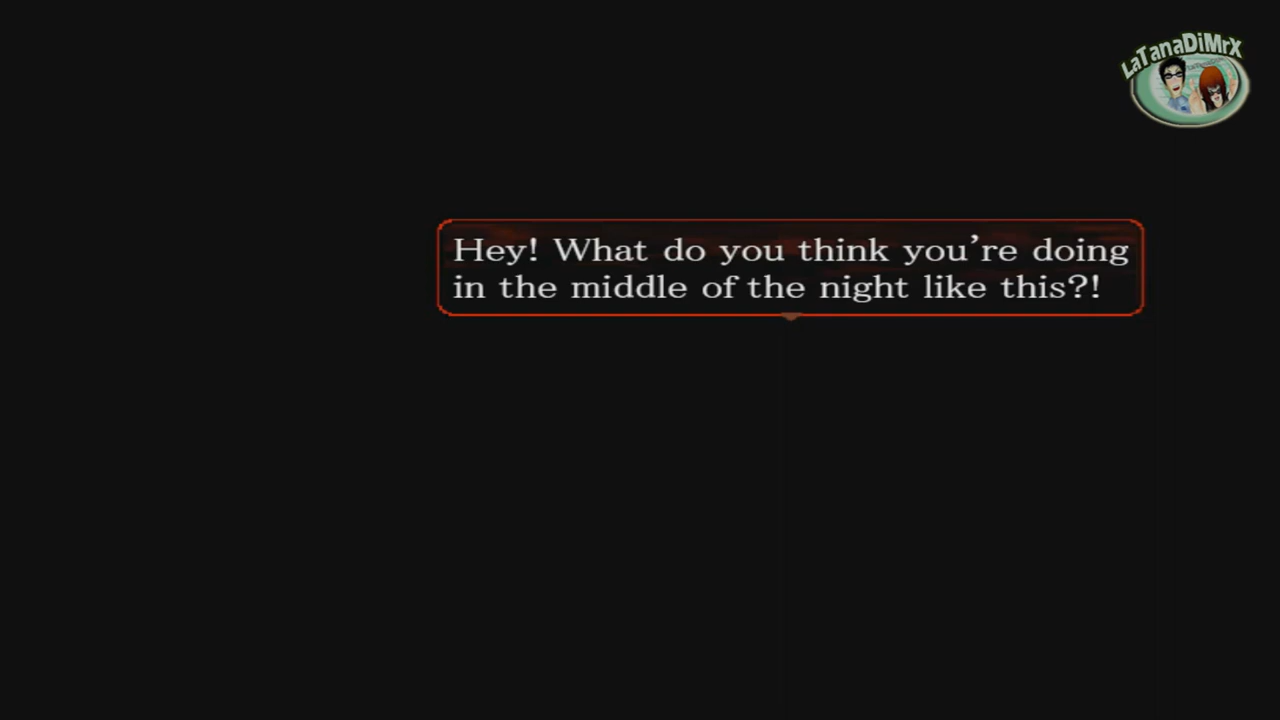 LaTanaDiMrX
Hey! What do you think you're doing
in the middle of the night like this?!